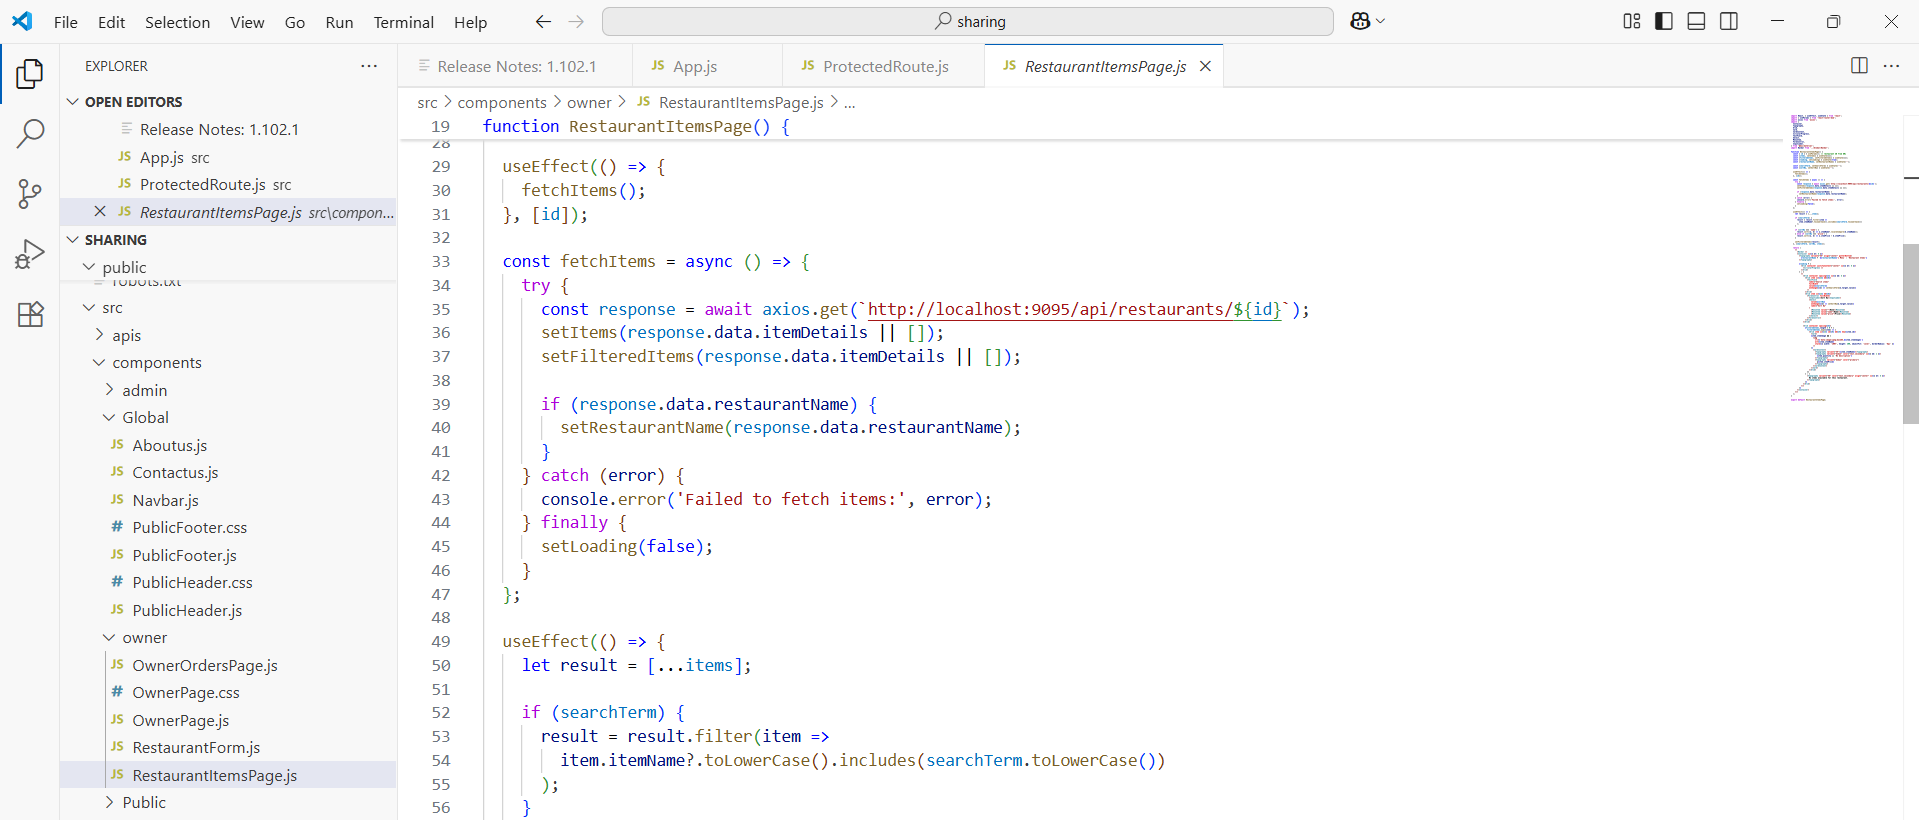 File Edit Selection View Go Run Terminal Help
sharing
EXPLORER
OPEN EDITORS
Release Notes: 1.102.1
JS App.js src
JS ProtectedRoute.js src
JS RestaurantItemsPage.js src\compon...
SHARING
public
robots.txt
src
apis
components
admin
Global
JS Aboutus.js
JS Contactus.js
JS Navbar.js
# PublicFooter.css
JS PublicFooter.js
# PublicHeader.css
JS PublicHeader.js
owner
JS OwnerOrdersPage.js
# OwnerPage.css
JS OwnerPage.js
JS RestaurantForm.js
JS RestaurantItemsPage.js
Public
Release Notes: 1.102.1 JS App.js JS ProtectedRoute.js JS RestaurantItemsPage.js
src > components > owner > JS RestaurantItemsPage.js > ...
19 function RestaurantItemsPage() {
28
29 useEffect(() => {
30 fetchItems();
31 }, [id]);
32
33 const fetchItems = async () => {
34 try {
35 const response = await axios.get(`http://localhost:9095/api/restaurants/${id}`);
36 setItems(response.data.itemDetails || []);
37 setFilteredItems(response.data.itemDetails || []);
38
39 if (response.data.restaurantName) {
40 setRestaurantName(response.data.restaurantName);
41 }
42 } catch (error) {
43 console.error('Failed to fetch items:', error);
44 } finally {
45 setLoading(false);
46 }
47 };
48
49 useEffect(() => {
50 let result = [...items];
51
52 if (searchTerm) {
53 result = result.filter(item =>
54 item.itemName?.toLowerCase().includes(searchTerm.toLowerCase())
55 );
56 }